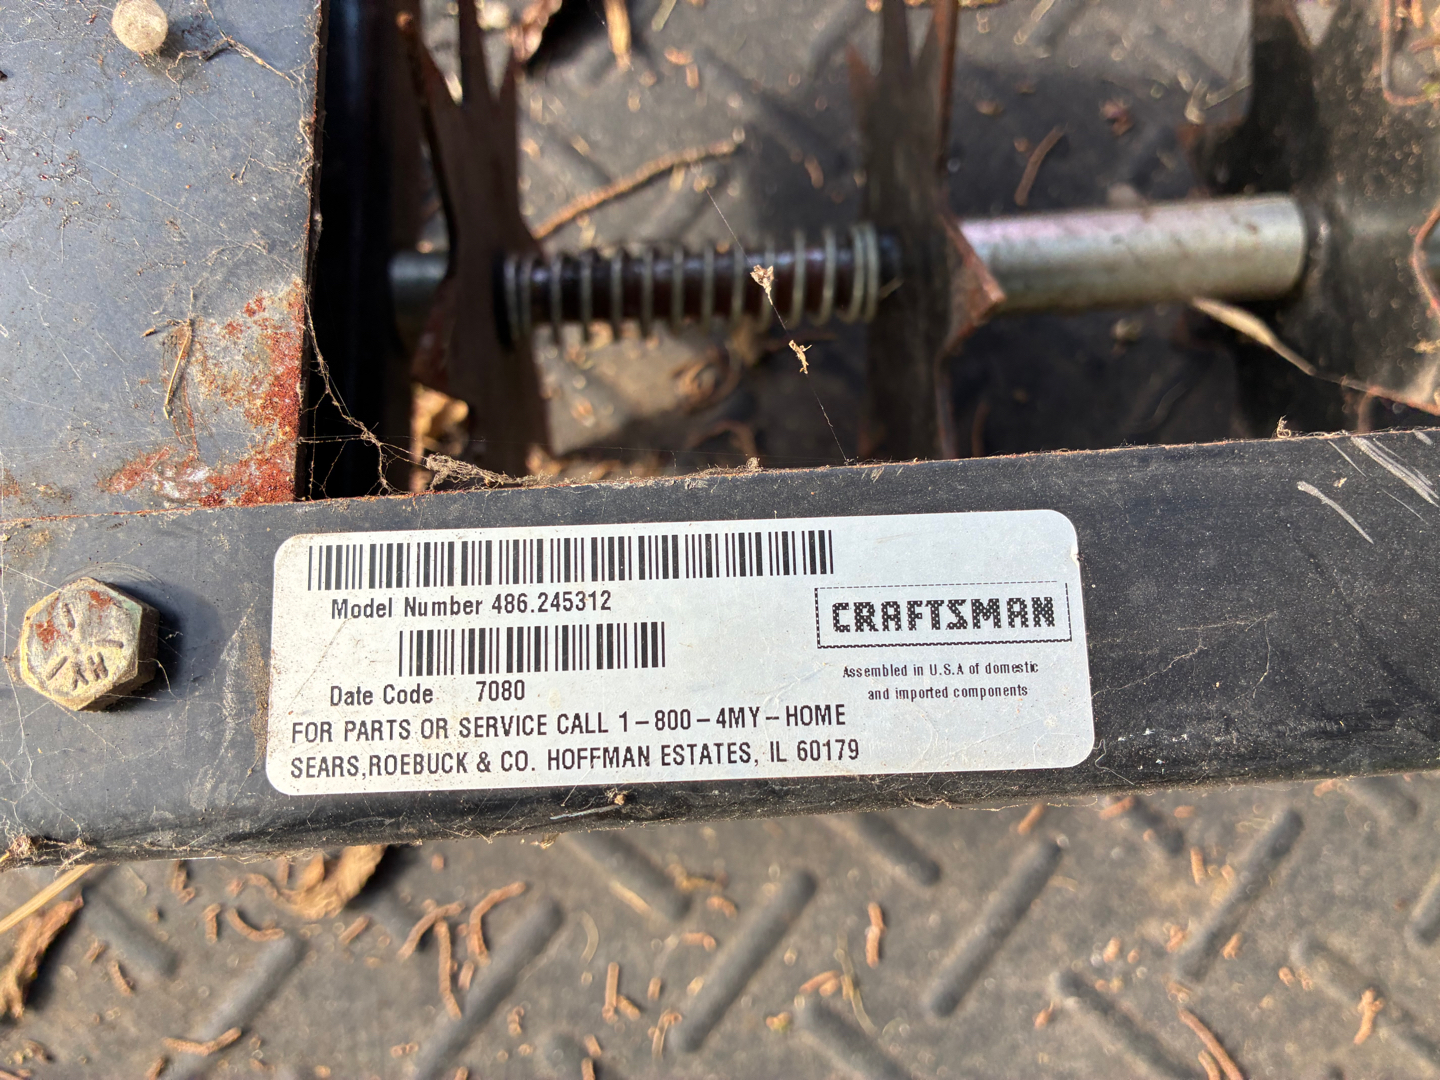 Model Number 486.245312
Date Code 7080
FOR PARTS OR SERVICE CALL 1-800-4MY-HOME
SEARS,ROEBUCK & CO. HOFFMAN ESTATES, IL 60179
CRAFTSMAN
Assembled in U.S.A of domestic
and imported components
HY